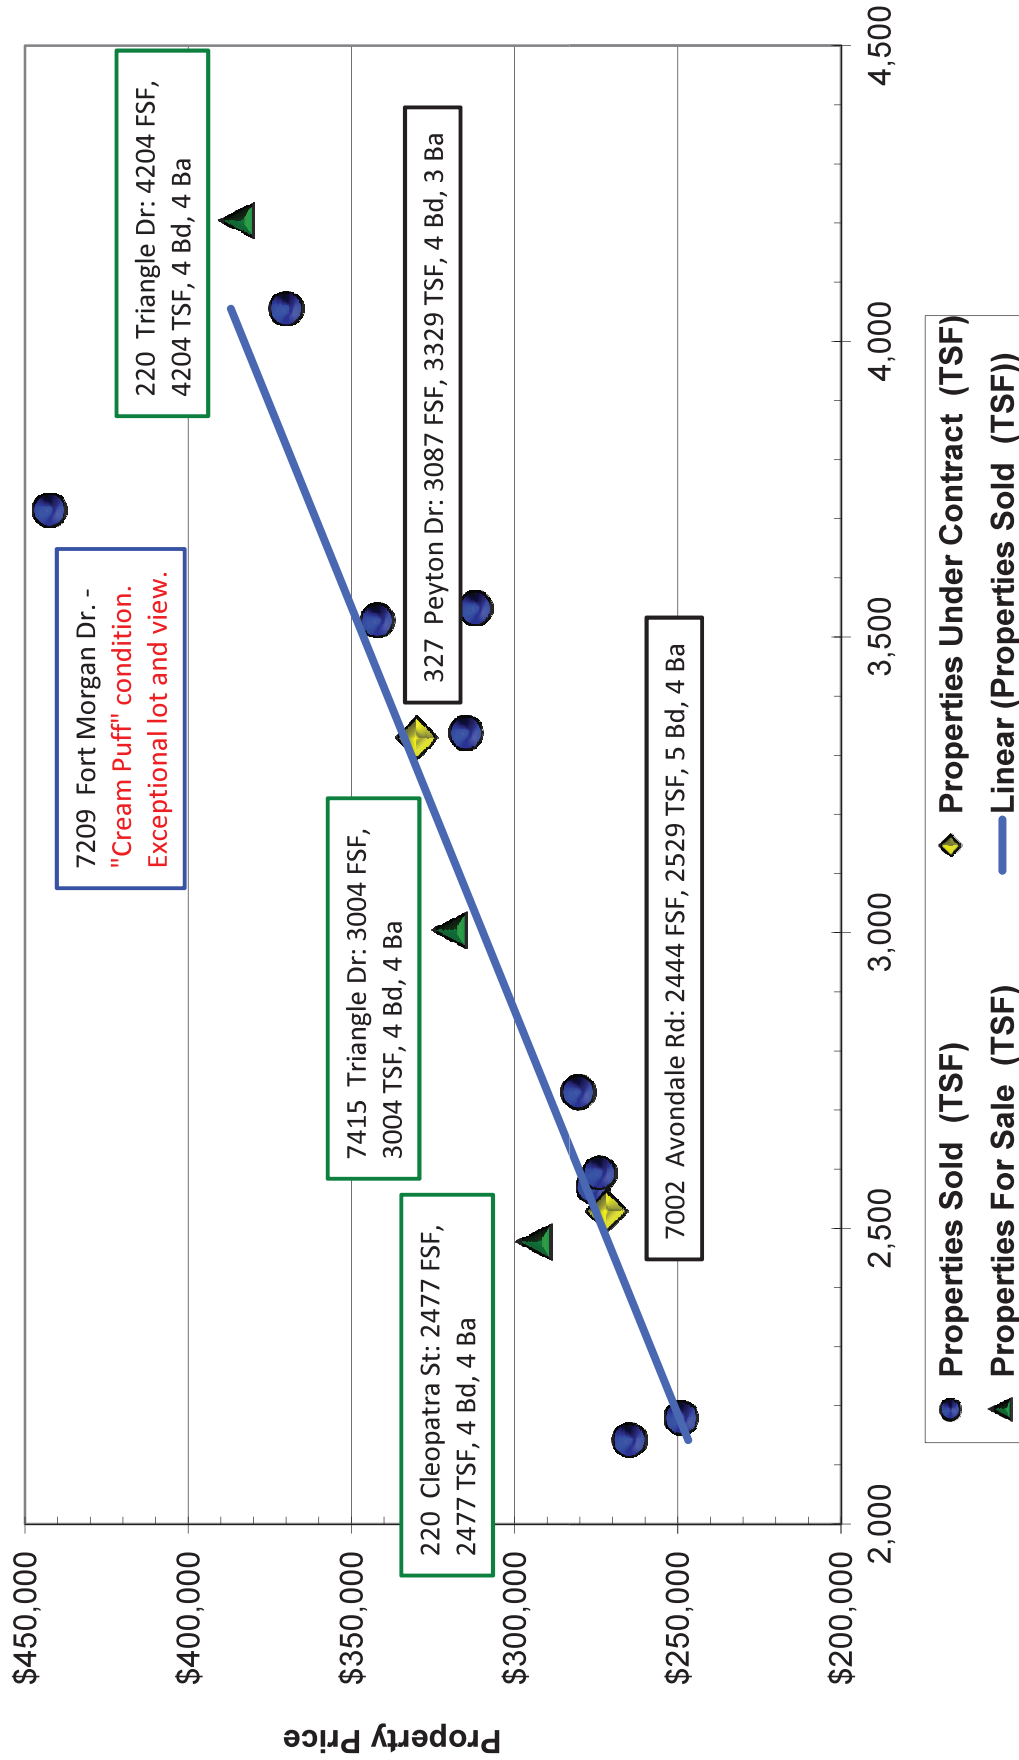 Property Price
$450,000
$400,000
$350,000
$300,000
$250,000
$200,000
2,000
2,500
3,000
3,500
4,000
4,500
7209 Fort Morgan Dr. -
"Cream Puff" condition.
Exceptional lot and view.
220 Triangle Dr: 4204 FSF,
4204 TSF, 4 Bd, 4 Ba
7415 Triangle Dr: 3004 FSF,
3004 TSF, 4 Bd, 4 Ba
327 Peyton Dr: 3087 FSF, 3329 TSF, 4 Bd, 3 Ba
220 Cleopatra St: 2477 FSF,
2477 TSF, 4 Bd, 4 Ba
7002 Avondale Rd: 2444 FSF, 2529 TSF, 5 Bd, 4 Ba
Properties Sold (TSF)
Properties Under Contract (TSF)
Properties For Sale (TSF)
Linear (Properties Sold (TSF))